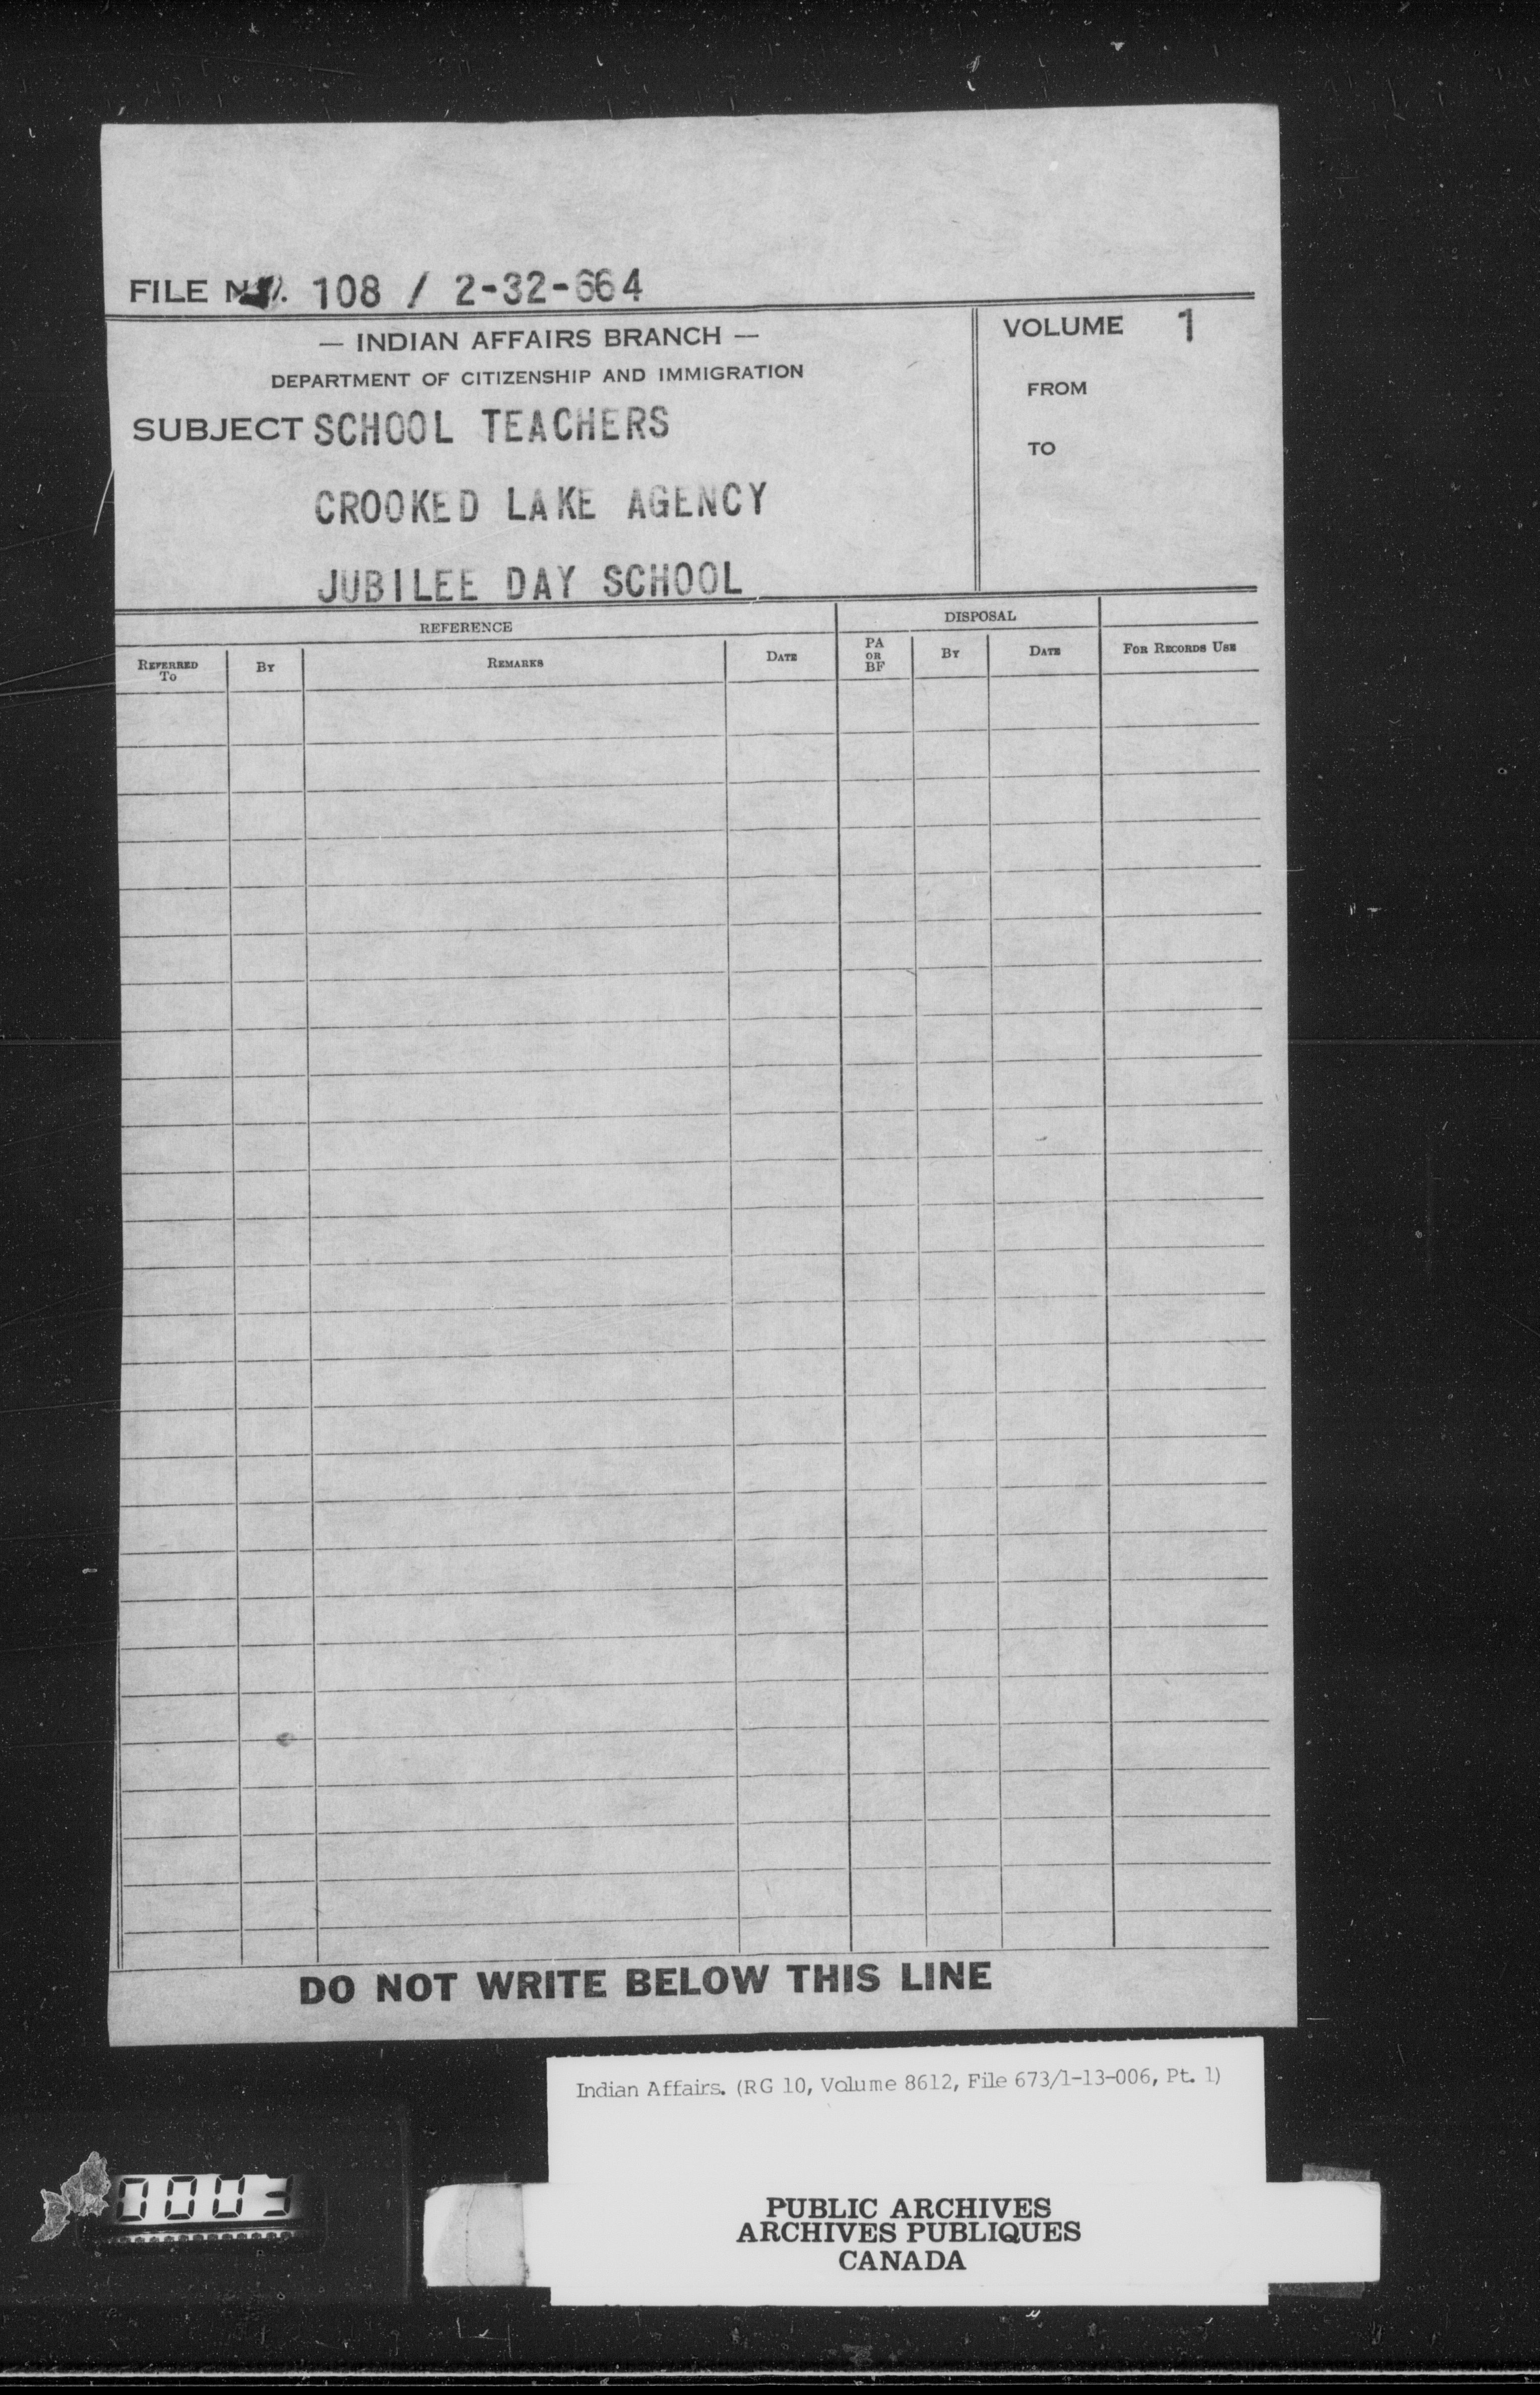 FILE No. 108 / 2-32-664
— INDIAN AFFAIRS BRANCH —
DEPARTMENT OF CITIZENSHIP AND IMMIGRATION
SUBJECT SCHOOL TEACHERS
CROOKED LAKE AGENCY
JUBILEE DAY SCHOOL
VOLUME 1
FROM
TO
REFERENCE
DISPOSAL
REFERRED TO
BY
REMARKS
DATE
PA OR BF
BY
DATE
FOR RECORDS USE
DO NOT WRITE BELOW THIS LINE
Indian Affairs. (RG 10, Volume 8612, File 673/1-13-006, Pt. 1)
0003
PUBLIC ARCHIVES
ARCHIVES PUBLIQUES
CANADA